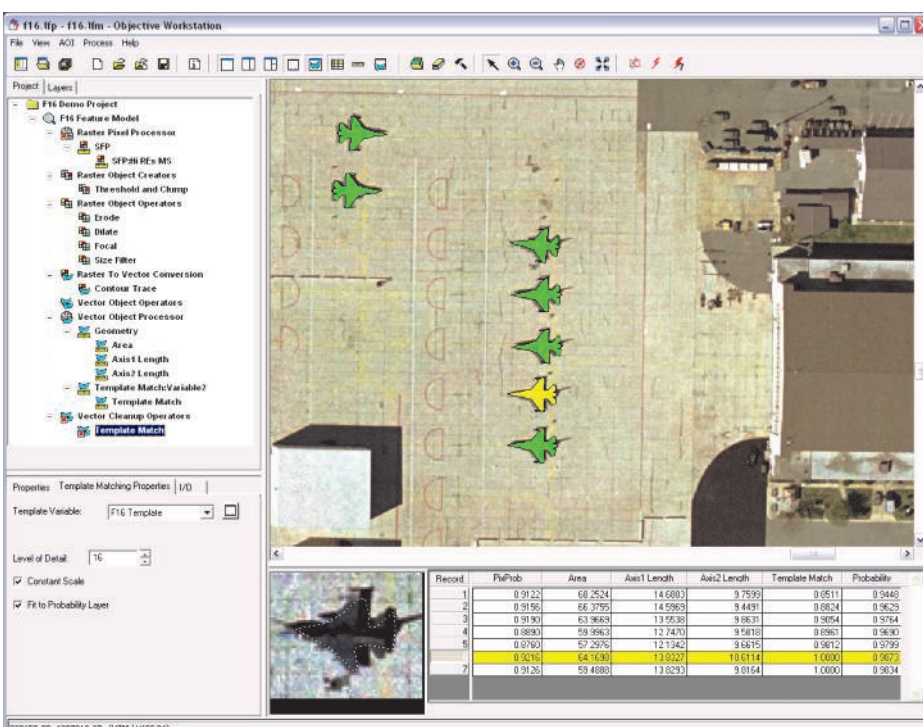 f16.lfp - f16.lfm - Objective Workstation
File View AOI Process Help
Project Layers
F16 Demo Project
F16 Feature Model
Raster Pixel Processor
SFP
SFP:Hi REs MS
Raster Object Creators
Threshold and Clump
Raster Object Operators
Erode
Dilate
Focal
Size Filter
Raster To Vector Conversion
Contour Trace
Vector Object Operators
Vector Object Processor
Geometry
Area
Axis1 Length
Axis2 Length
Template Match:Variable2
Template Match
Vector Cleanup Operators
Template Match
Properties Template Matching Properties I/O
Template Variable: F16 Template
Level of Detail: 16
Constant Scale
Fit to Probability Layer
Record PixProb Area Axis1 Length Axis2 Length Template Match Probability
1 0.9122 68.2524 14.6883 9.7599 0.8511 0.9448
2 0.9156 66.3755 14.5969 9.4491 0.8824 0.9629
3 0.9190 63.9669 13.5538 9.8631 0.9054 0.9764
4 0.8890 59.9963 12.7470 9.5818 0.8961 0.9690
5 0.8760 57.2976 12.1342 9.6615 0.9812 0.9799
0.9216 64.1698 13.8327 10.6114 1.0000 0.9873
7 0.9126 59.4888 13.8293 9.8164 1.0000 0.9834